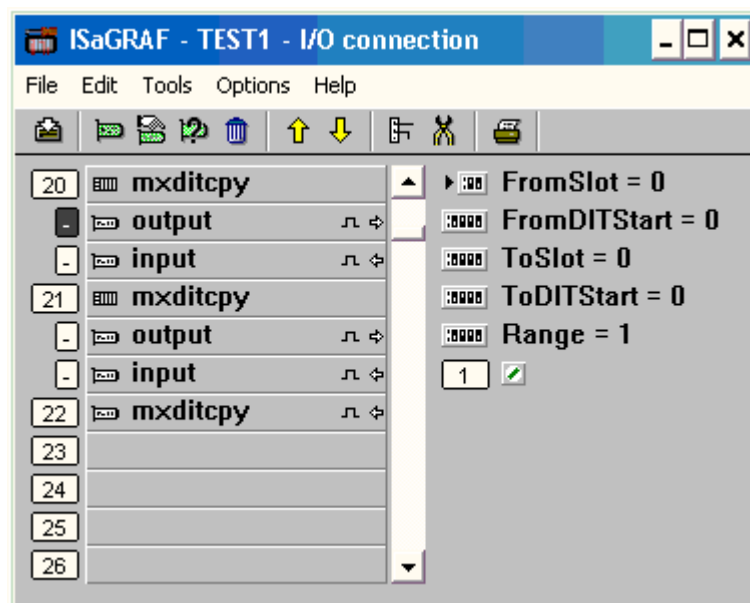 ISaGRAF - TEST1 - I/O connection
File Edit Tools Options Help
20 mxditcpy
- output
- input
21 mxditcpy
- output
- input
22 mxditcpy
23
24
25
26
FromSlot = 0
FromDITStart = 0
ToSlot = 0
ToDITStart = 0
Range = 1
1